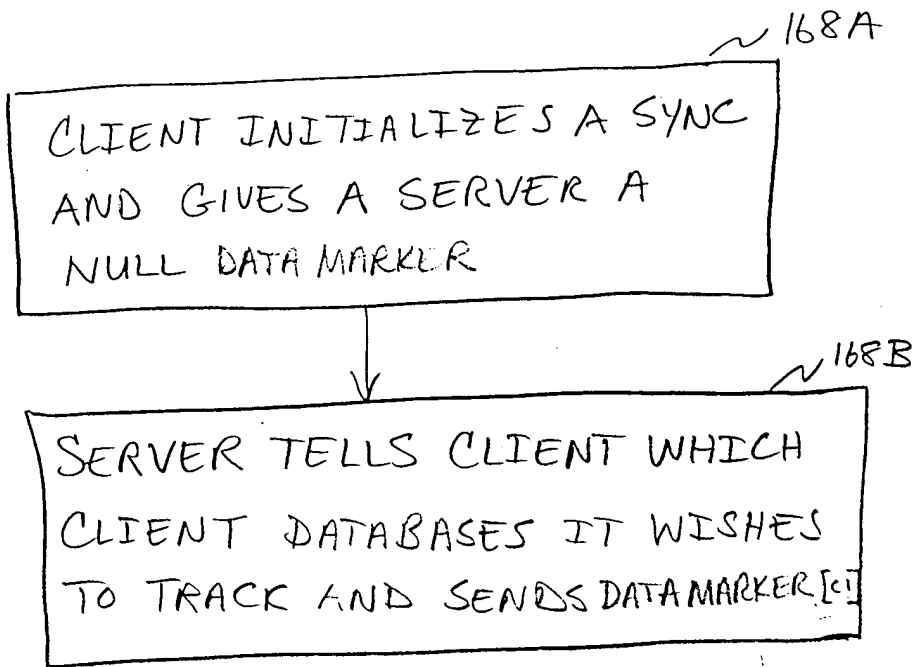 168A
CLIENT INITIALIZES A SYNC
AND GIVES A SERVER A
NULL DATA MARKER
168B
SERVER TELLS CLIENT WHICH
CLIENT DATABASES IT WISHES
TO TRACK AND SENDS DATA MARKER [C1]